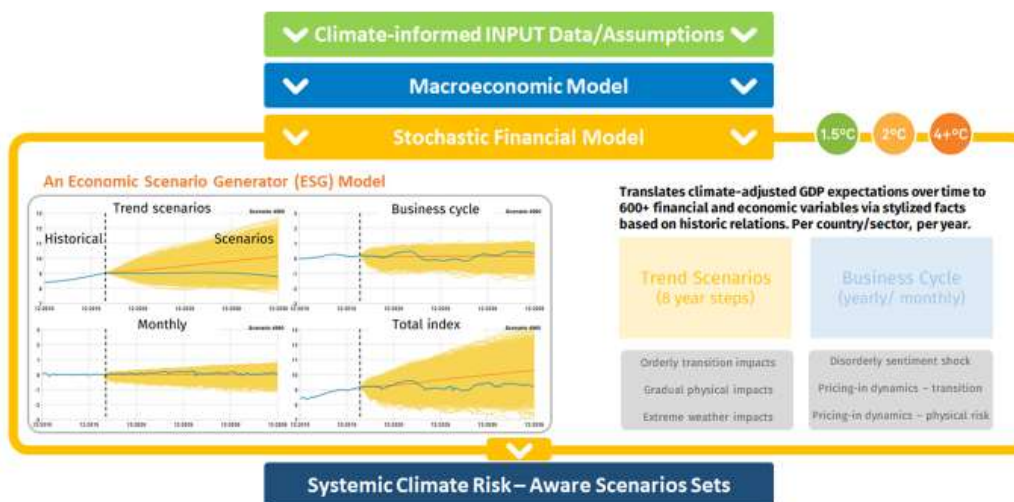 Climate-informed INPUT Data/Assumptions
Macroeconomic Model
Stochastic Financial Model
1.5°C
2°C
4+°C
An Economic Scenario Generator (ESG) Model
Trend scenarios
Historical
Scenarios
Business cycle
Monthly
Total index
Translates climate-adjusted GDP expectations over time to
600+ financial and economic variables via stylized facts
based on historic relations. Per country/sector, per year.
Trend Scenarios
(8 year steps)
Business Cycle
(yearly/ monthly)
Orderly transition impacts
Gradual physical impacts
Extreme weather impacts
Disorderly sentiment shock
Pricing-in dynamics – transition
Pricing-in dynamics – physical risk
Systemic Climate Risk – Aware Scenarios Sets